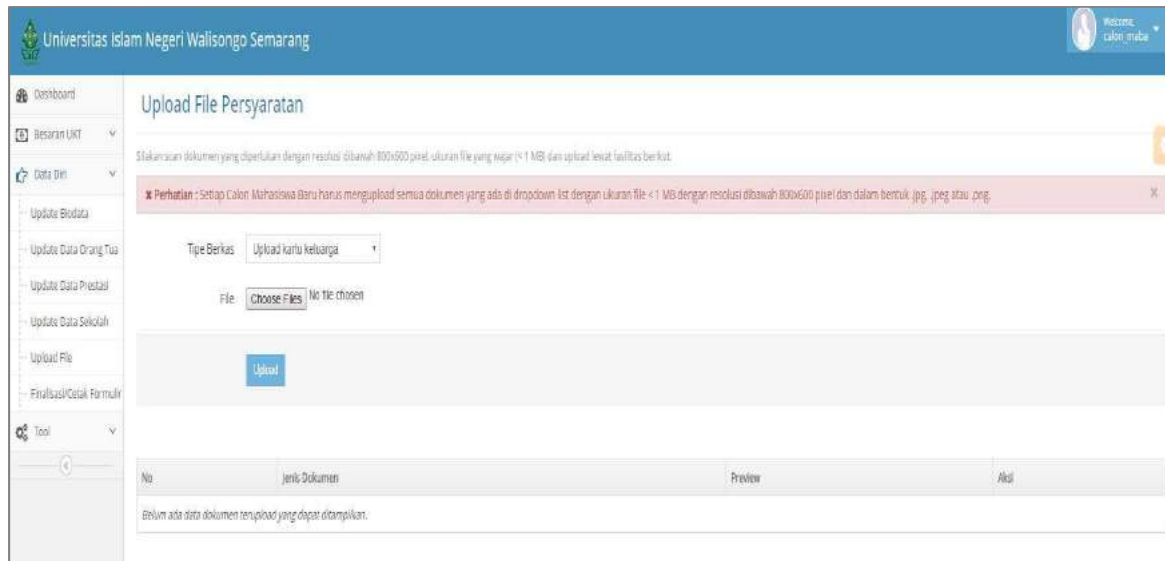 Universitas Islam Negeri Walisongo Semarang
Welcome,
calon_maba
Dashboard
Besaran UKT
Data Diri
Update Biodata
Update Data Orang Tua
Update Data Prestasi
Update Data Sekolah
Upload File
Finalisasi/Cetak Formulir
Tool
Upload File Persyaratan
Silakan scan dokumen yang diperlukan dengan resolusi dibawah 800x600 pixel, ukuran file yang wajar (< 1 MB) dan upload lewat fasilitas berikut.
Perhatian : Setiap Calon Mahasiswa Baru harus mengupload semua dokumen yang ada di dropdown list dengan ukuran file < 1 MB dengan resolusi dibawah 800x600 pixel dan dalam bentuk .jpg, .jpeg atau .png.
Tipe Berkas Upload kartu keluarga
File Choose Files No file chosen
Upload
No Jenis Dokumen Preview Aksi
Belum ada data dokumen terupload yang dapat ditampilkan.